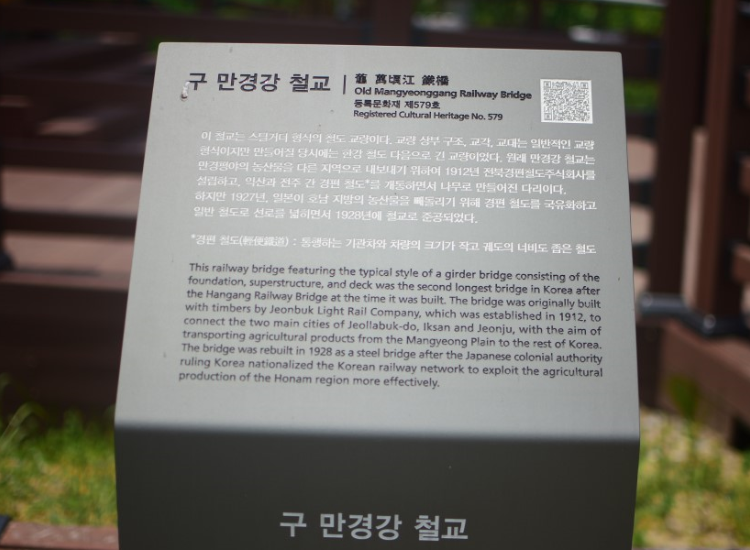 구 만경강 철교
舊 萬頃江 鐵橋
Old Mangyeonggang Railway Bridge
등록문화재 제579호
Registered Cultural Heritage No. 579
이 철교는 스틸거더 형식의 철도 교량이다. 교량 상부 구조, 교각, 교대는 일반적인 교량
형식이지만 만들어질 당시에는 한강 철도 다음으로 긴 교량이었다. 원래 만경강 철교는
만경평야의 농산물을 다른 지역으로 내보내기 위하여 1912년 전북경편철도주식회사를
설립하고, 익산과 전주 간 경편 철도*를 개통하면서 나무로 만들어진 다리이다.
하지만 1927년, 일본이 호남 지방의 농산물을 빼돌리기 위해 경편 철도를 국유화하고
일반 철도로 선로를 넓히면서 1928년에 철교로 준공되었다.
*경편 철도(輕便鐵道) : 통행하는 기관차와 차량의 크기가 작고 궤도의 너비도 좁은 철도
This railway bridge featuring the typical style of a girder bridge consisting of the
foundation, superstructure, and deck was the second longest bridge in Korea after
the Hangang Railway Bridge at the time it was built. The bridge was originally built
with timbers by Jeonbuk Light Rail Company, which was established in 1912, to
connect the two main cities of Jeollabuk-do, Iksan and Jeonju, with the aim of
transporting agricultural products from the Mangyeong Plain to the rest of Korea.
The bridge was rebuilt in 1928 as a steel bridge after the Japanese colonial authority
ruling Korea nationalized the Korean railway network to exploit the agricultural
production of the Honam region more effectively.
구 만경강 철교